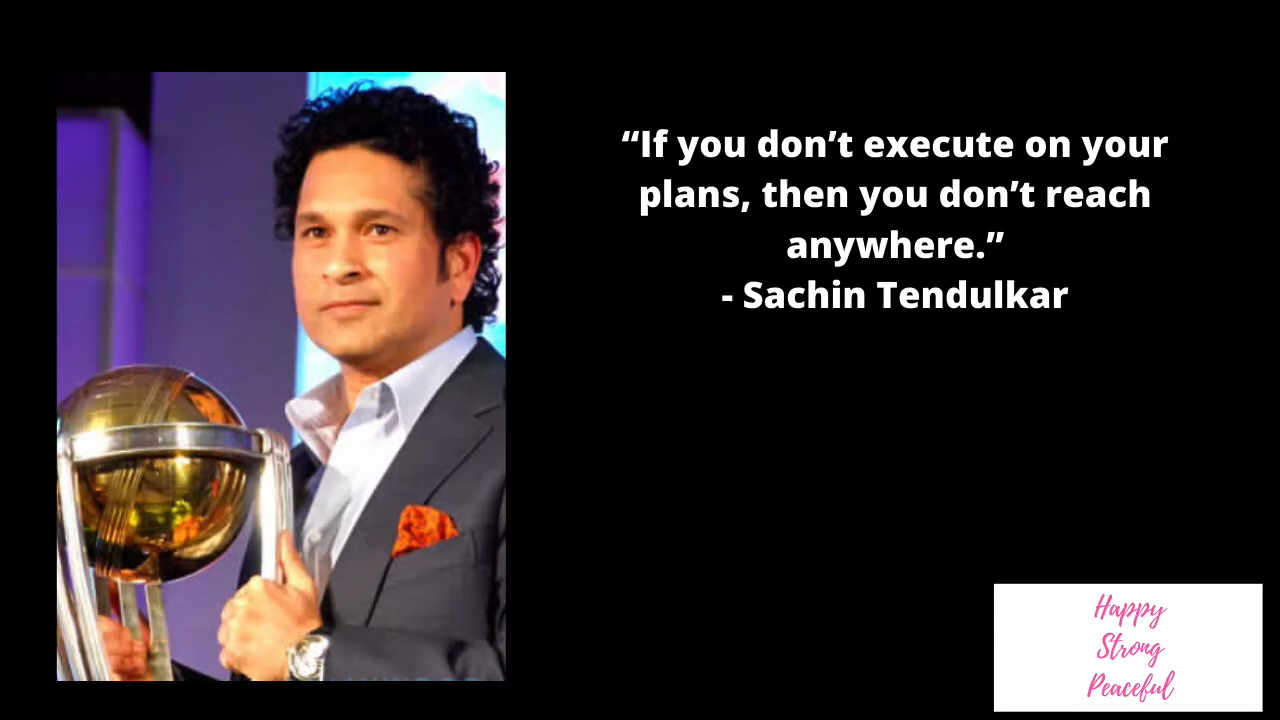 “If you don’t execute on your
plans, then you don’t reach
anywhere.”
- Sachin Tendulkar
Happy
Strong
Peaceful